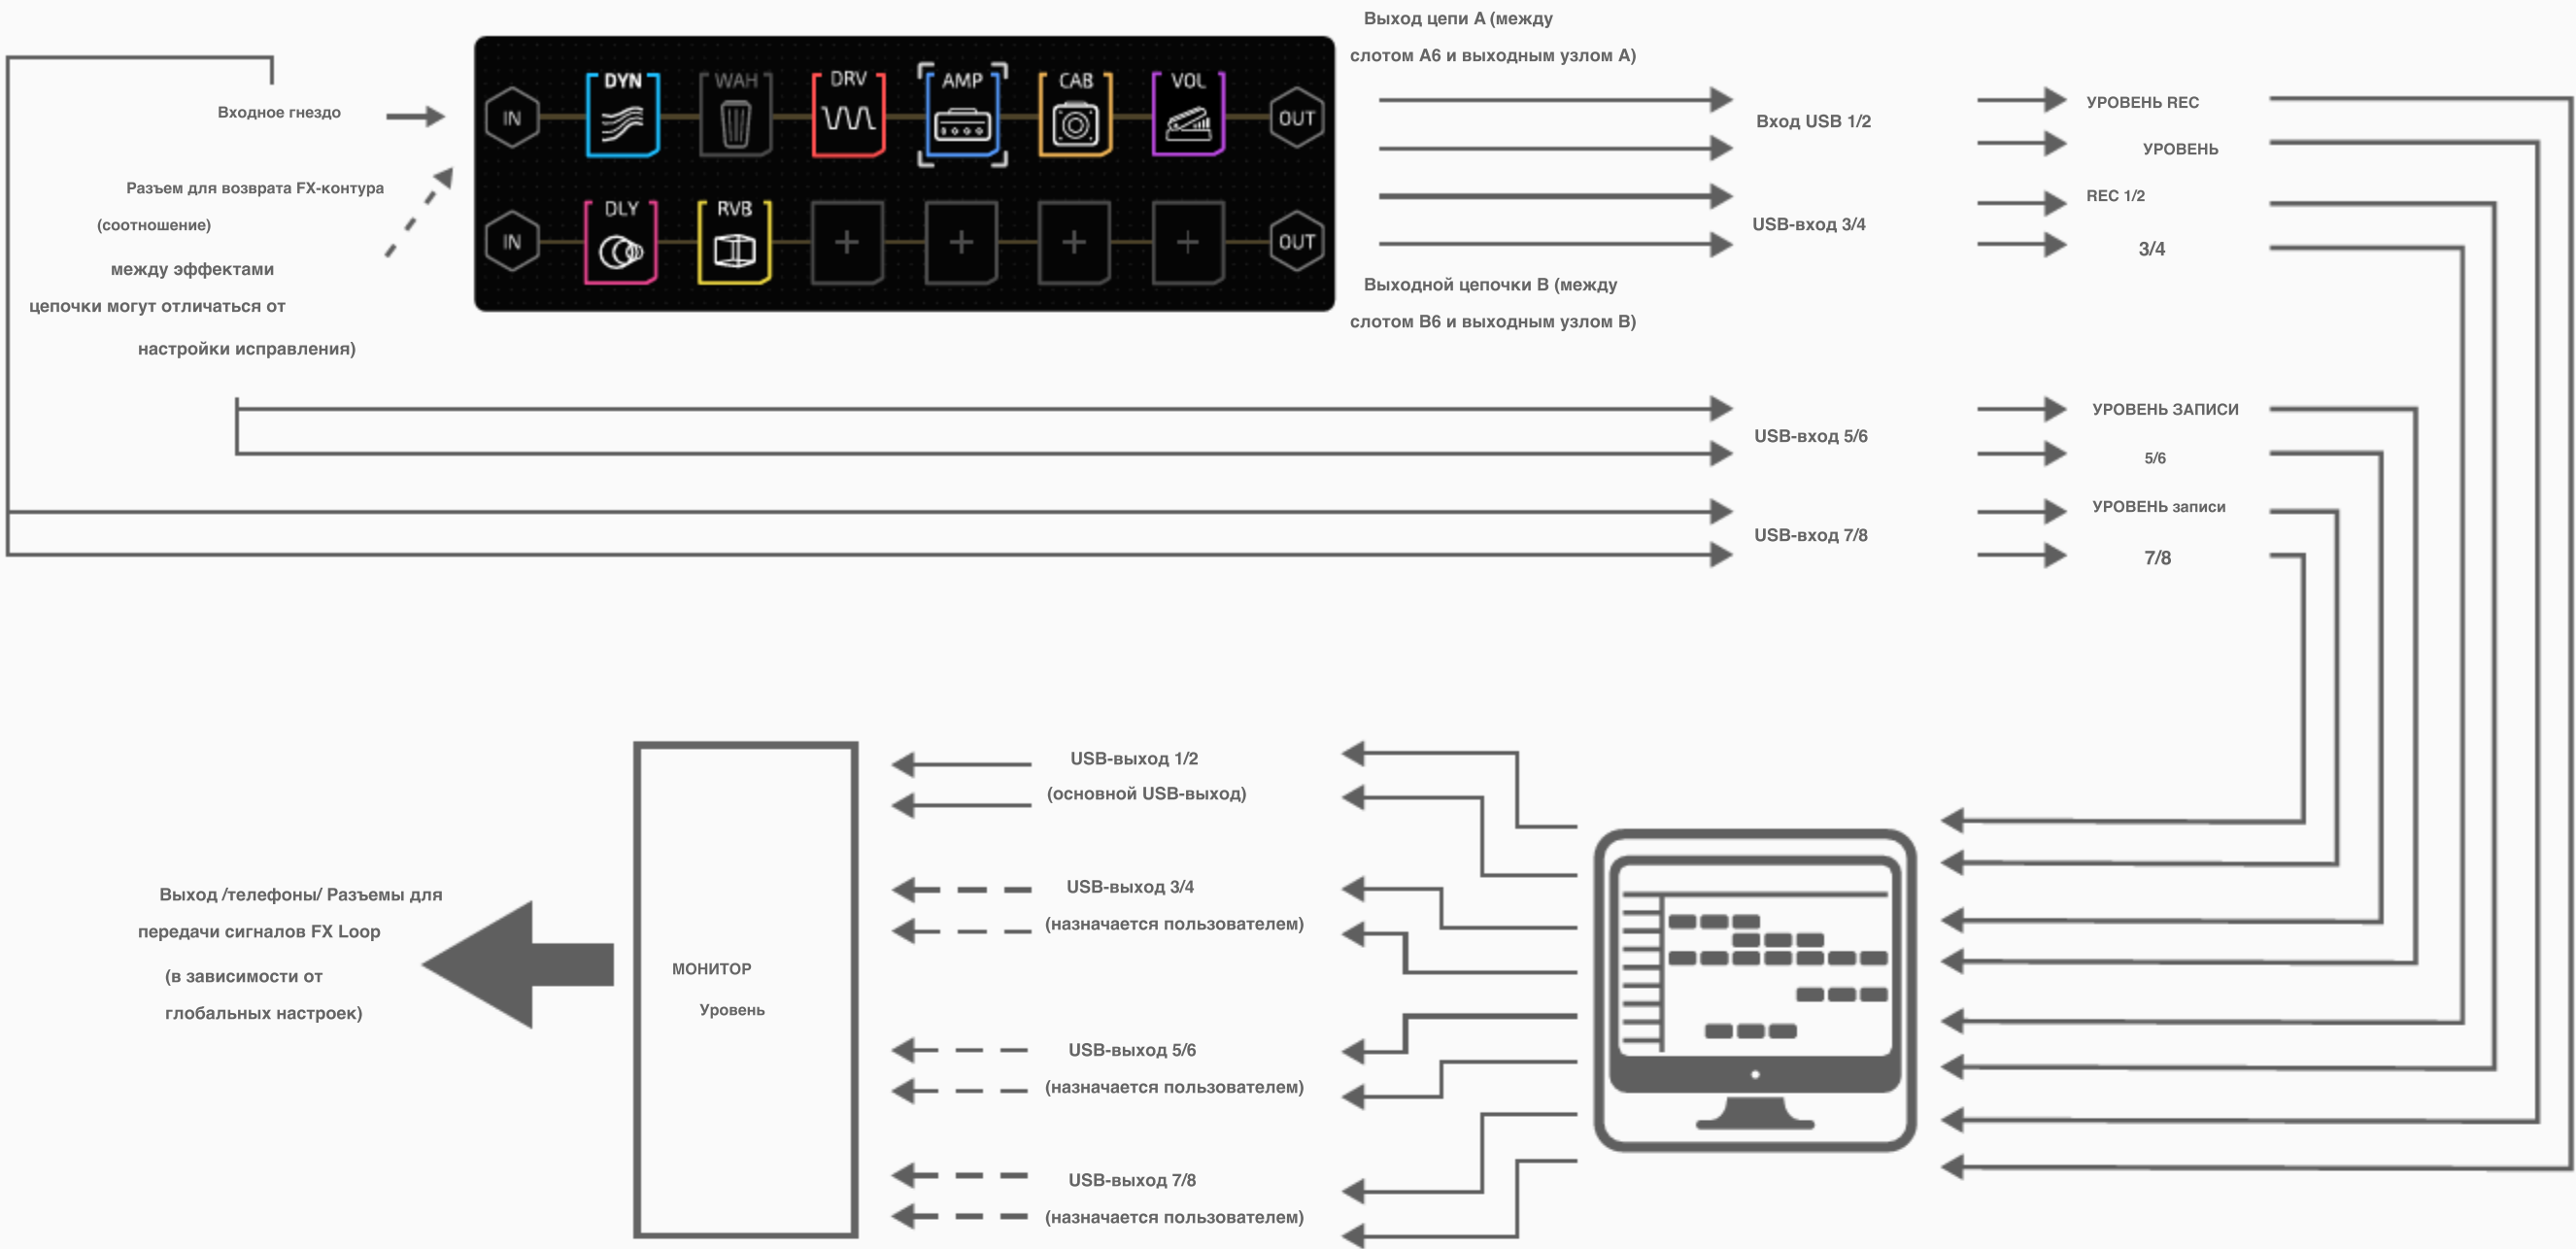 Выход цепи А (между
слотом А6 и выходным узлом А)
Входное гнездо
Разъем для возврата FX-контура
(соотношение)
между эффектами
цепочки могут отличаться от
настройки исправления)
IN
DYN
WAH
DRV
AMP
CAB
VOL
OUT
IN
DLY
RVB
+
+
+
+
OUT
Вход USB 1/2
УРОВЕНЬ REC
УРОВЕНЬ
USB-вход 3/4
REC 1/2
3/4
Выходной цепочки В (между
слотом В6 и выходным узлом В)
USB-вход 5/6
УРОВЕНЬ ЗАПИСИ
5/6
USB-вход 7/8
УРОВЕНЬ записи
7/8
USB-выход 1/2
(основной USB-выход)
USB-выход 3/4
(назначается пользователем)
Выход /телефоны/ Разъемы для
передачи сигналов FX Loop
(в зависимости от
глобальных настроек)
МОНИТОР
Уровень
USB-выход 5/6
(назначается пользователем)
USB-выход 7/8
(назначается пользователем)